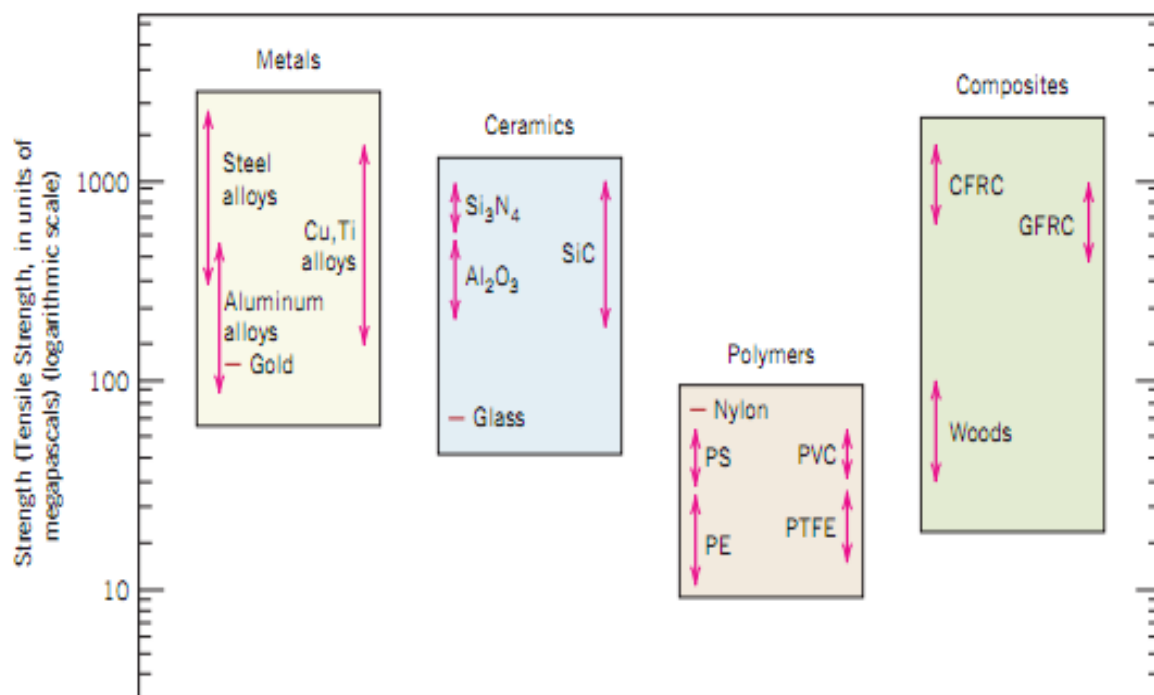 Strength (Tensile Strength, in units of
megapascals) (logarithmic scale)
1000
100
10
Metals
Steel
alloys
Cu,Ti
alloys
Aluminum
alloys
Gold
Ceramics
Si₃N₄
Al₂O₃
SiC
Glass
Polymers
Nylon
PS
PVC
PE
PTFE
Composites
CFRC
GFRC
Woods